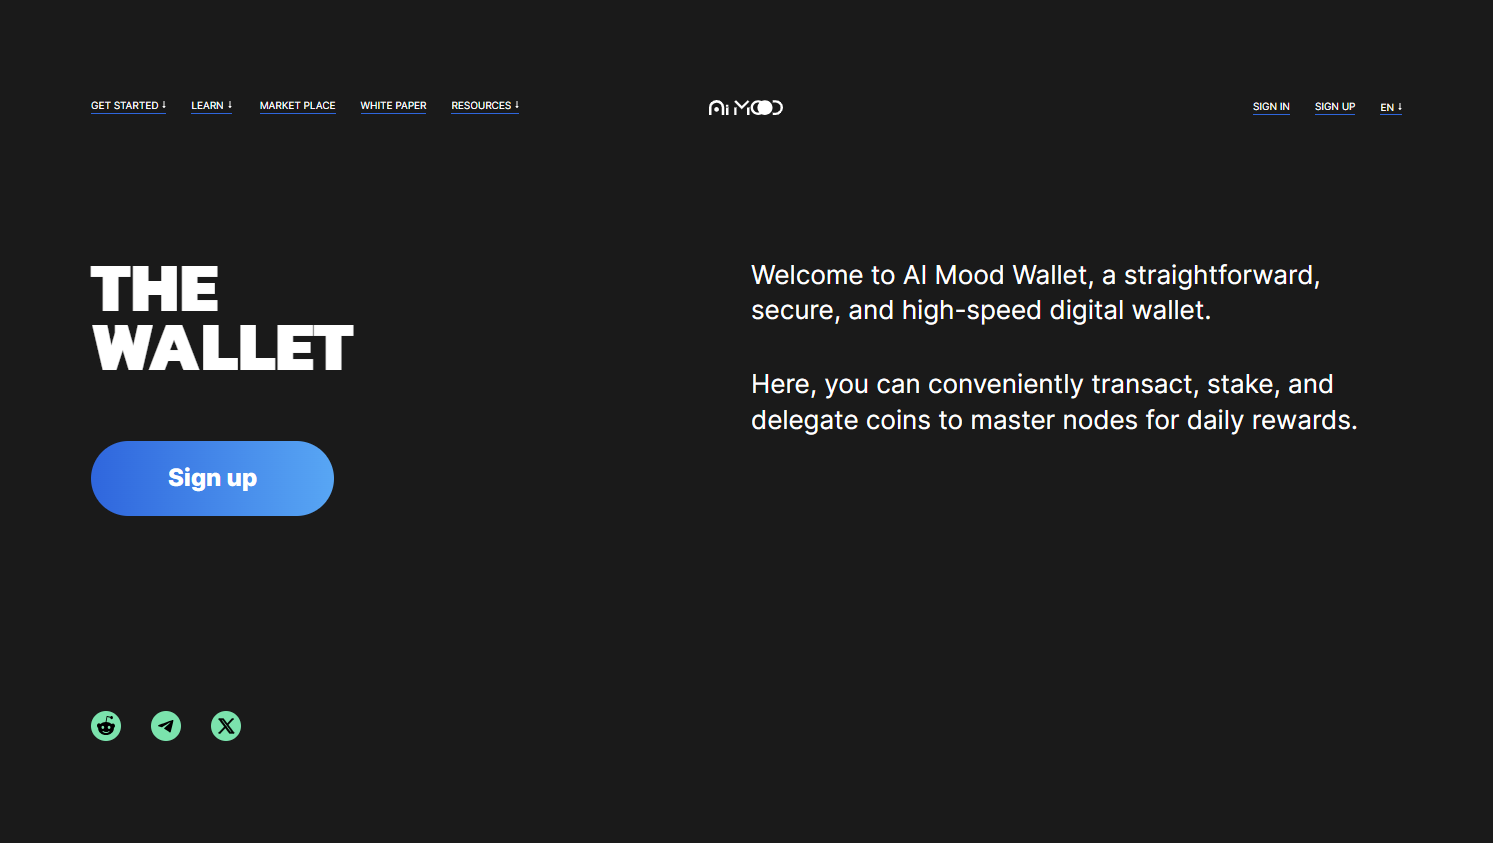 GET STARTED ↓ LEARN ↓ MARKET PLACE WHITE PAPER RESOURCES ↓ Ai MOOD SIGN IN SIGN UP EN ↓
THE
WALLET
Welcome to AI Mood Wallet, a straightforward,
secure, and high-speed digital wallet.
Here, you can conveniently transact, stake, and
delegate coins to master nodes for daily rewards.
Sign up